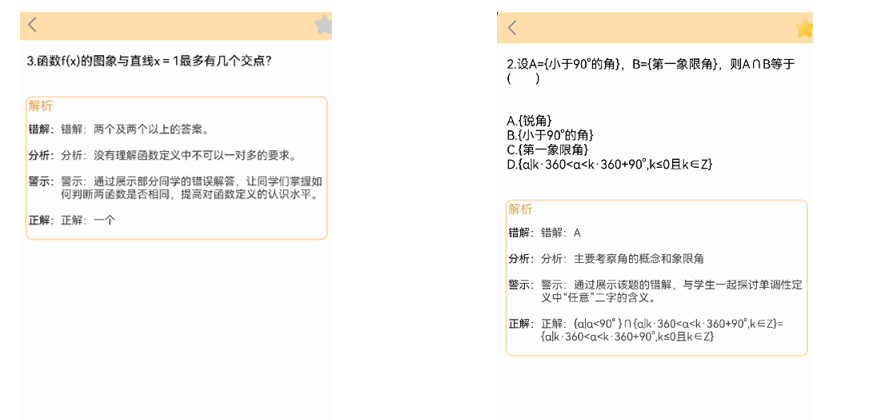 3.函数f(x)的图象与直线x=1最多有几个交点?
解析
错解：错解：两个及两个以上的答案。
分析：分析：没有理解函数定义中不可以一对多的要求。
警示：警示：通过展示部分同学的错误解答，让同学们掌握如
何判断两函数是否相同，提高对函数定义的认识水平。
正解：正解：一个
2.设A={小于90°的角}，B={第一象限角}，则A∩B等于
(  )
A.{锐角}
B.{小于90°的角}
C.{第一象限角}
D.{α|k·360<α<k·360+90°,k≤0且k∈Z}
解析
错解：错解：A
分析：分析：主要考察角的概念和象限角
警示：警示：通过展示该题的错解，与学生一起探讨单调性定
义中“任意”二字的含义。
正解：正解：{α|α<90° }∩{α|k·360<α<k·360+90°,k∈Z}=
{α|k·360<α<k·360+90°,k≤0且k∈Z}